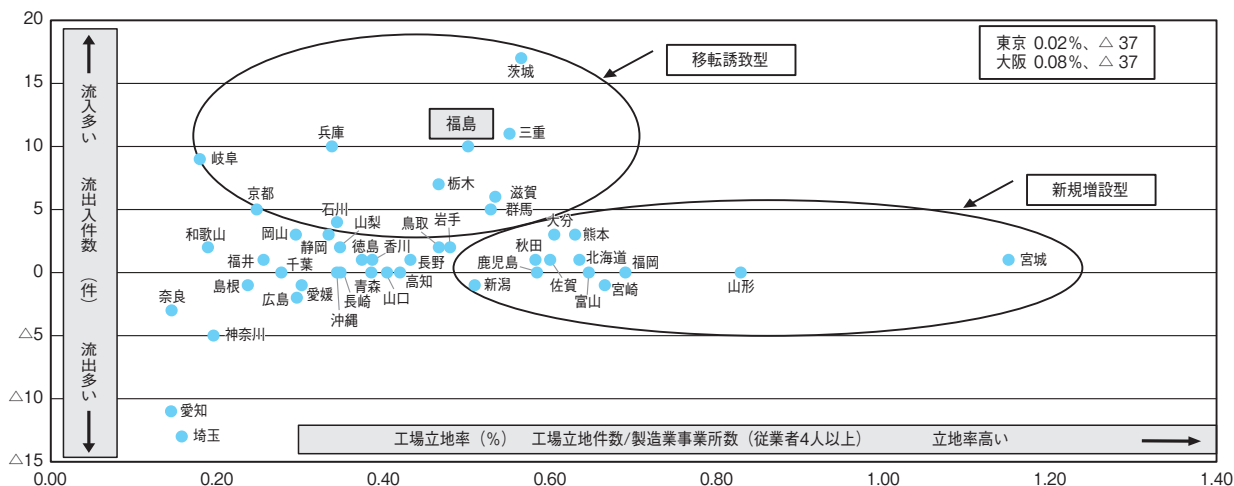 20
15
10
5
0
△5
△10
△15
流入多い
流出入件数
（件）
流出多い
移転誘致型
東京 0.02%、△ 37
大阪 0.08%、△ 37
茨城
福島
三重
兵庫
岐阜
栃木
滋賀
群馬
京都
石川
新規増設型
和歌山
岡山
静岡
山梨
鳥取
岩手
大分
熊本
福井
千葉
徳島
香川
長野
秋田
鹿児島
北海道
福岡
宮城
島根
広島
愛媛
沖縄
長崎
青森
山口
高知
新潟
佐賀
富山
宮崎
山形
奈良
神奈川
愛知
埼玉
工場立地率（%） 工場立地件数/製造業事業所数（従業者4人以上） 立地率高い
0.00 0.20 0.40 0.60 0.80 1.00 1.20 1.40